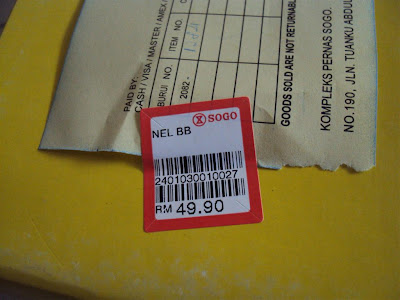 PAID BY:
CASH / VISA / MASTER / AMEX /
BURUI NO.
ITEM NO.
2082 -
GOODS SOLD ARE NOT RETURNABLE
KOMPLEKS PERNAS SOGO.
NO.190, JLN. TUANKU ABDUL
SOGO
NEL BB
2401030010027
RM 49.90